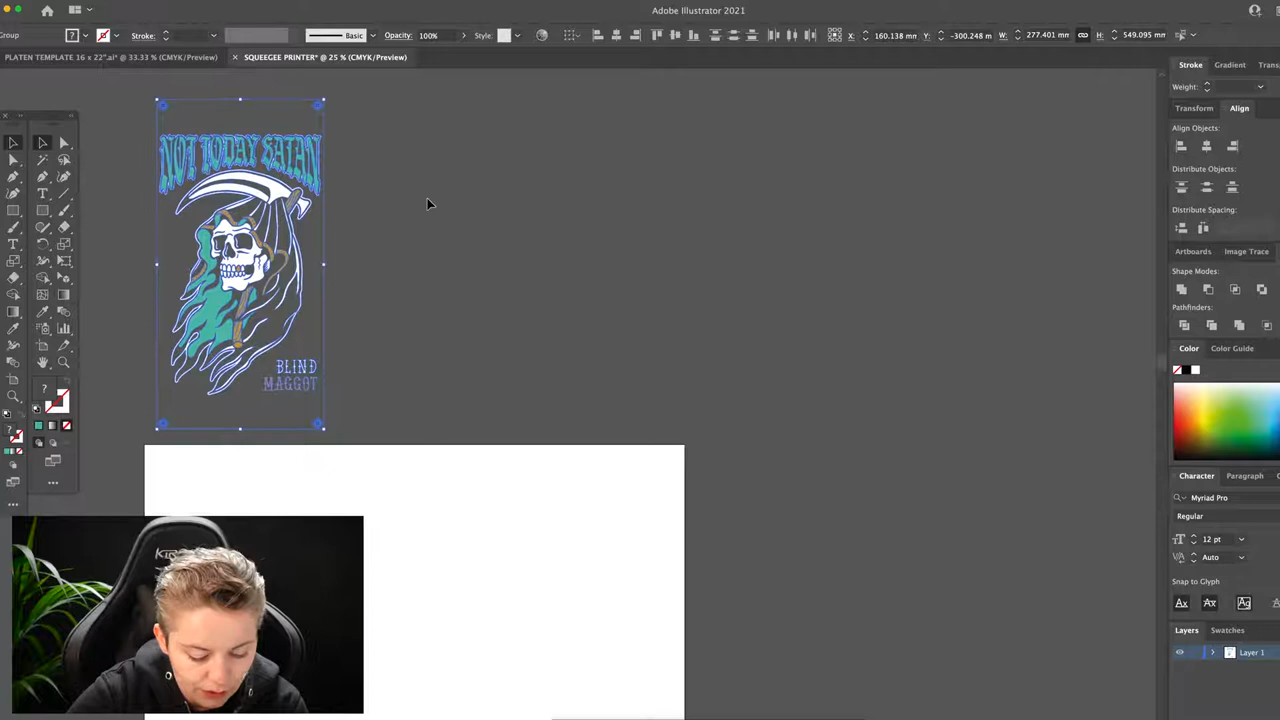 Adobe Illustrator 2021
Group
Stroke:
Basic
Opacity: 100%
Style:
X: 160.138 mm Y: -300.248 m W: 277.401 mm H: 549.095 mm
PLATEN TEMPLATE 16 x 22".ai* @ 33.33 % (CMYK/Preview)
× SQUEEGEE PRINTER* @ 25 % (CMYK/Preview)
Stroke Gradient Trans
Weight:
Transform Align
Align Objects:
Distribute Objects:
Distribute Spacing:
Artboards Image Trace
Shape Modes:
Pathfinders:
Color Color Guide
Character Paragraph
Myriad Pro
Regular
12 pt
Auto
Snap to Glyph
Layers Swatches
Layer 1
NOT TODAY SATAN
BLIND
MAGGOT